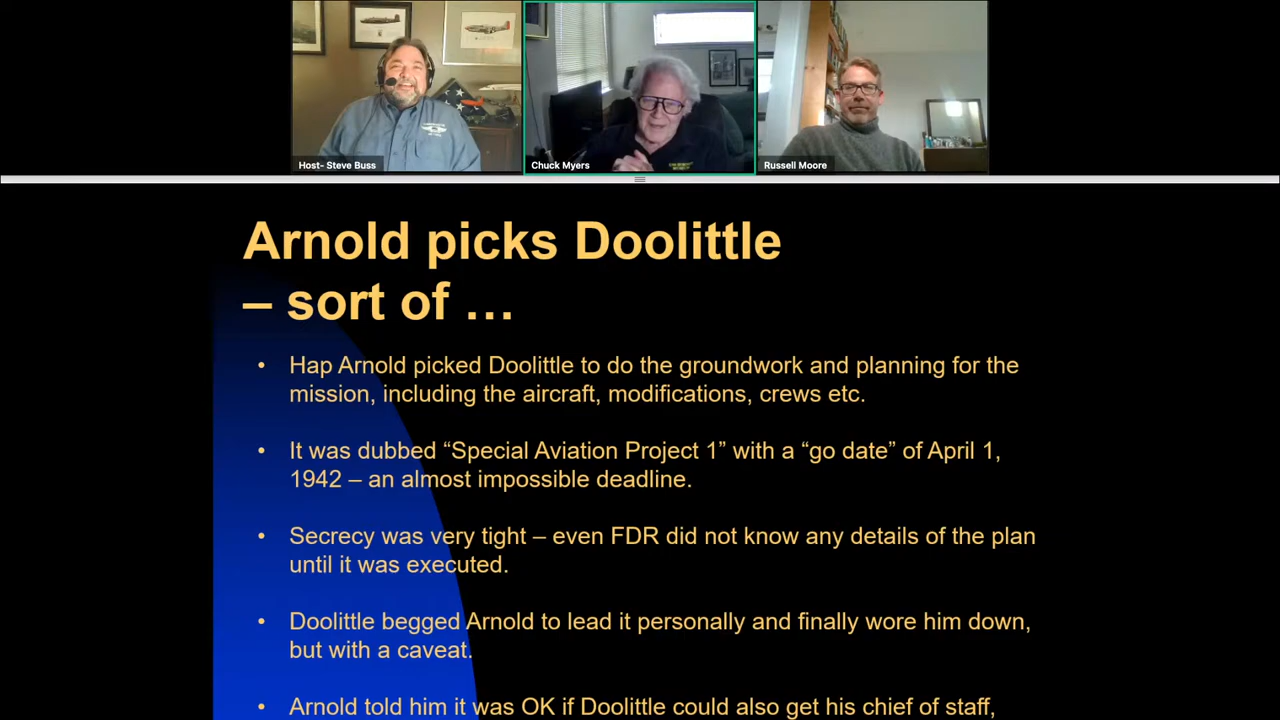 Host- Steve Buss
Chuck Myers
Russell Moore
Arnold picks Doolittle
– sort of …
• Hap Arnold picked Doolittle to do the groundwork and planning for the
mission, including the aircraft, modifications, crews etc.
• It was dubbed “Special Aviation Project 1” with a “go date” of April 1,
1942 – an almost impossible deadline.
• Secrecy was very tight – even FDR did not know any details of the plan
until it was executed.
• Doolittle begged Arnold to lead it personally and finally wore him down,
but with a caveat.
• Arnold told him it was OK if Doolittle could also get his chief of staff,